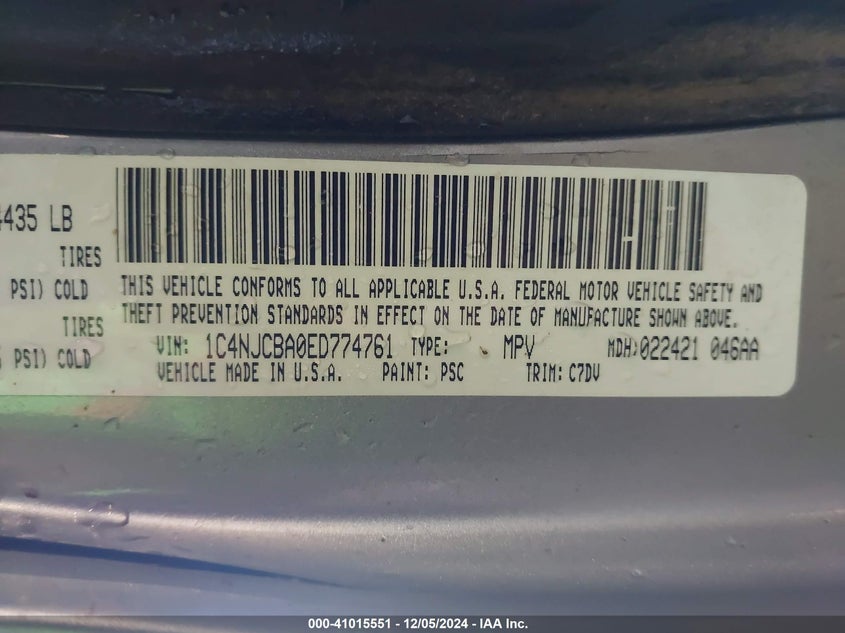 4435 LB
TIRES
PSI) COLD
TIRES
PSI) COLD
THIS VEHICLE CONFORMS TO ALL APPLICABLE U.S.A. FEDERAL MOTOR VEHICLE SAFETY AND
THEFT PREVENTION STANDARDS IN EFFECT ON THE DATE OF MANUFACTURE SHOWN ABOVE.
VIN: 1C4NJCBA0ED774761 TYPE: MPV MDH:022421 046AA
VEHICLE MADE IN U.S.A. PAINT: PSC TRIM: C7DV
000-41015551 - 12/05/2024 - IAA Inc.